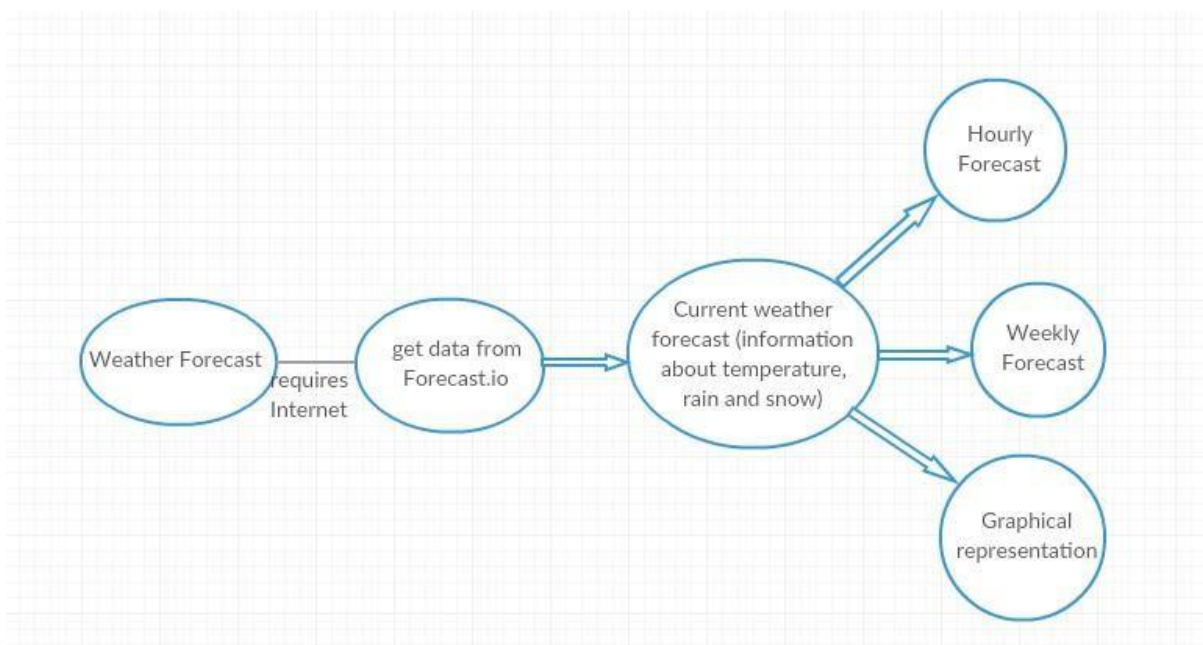 Weather Forecast
requires
Internet
get data from
Forecast.io
Current weather
forecast (information
about temperature,
rain and snow)
Hourly
Forecast
Weekly
Forecast
Graphical
representation